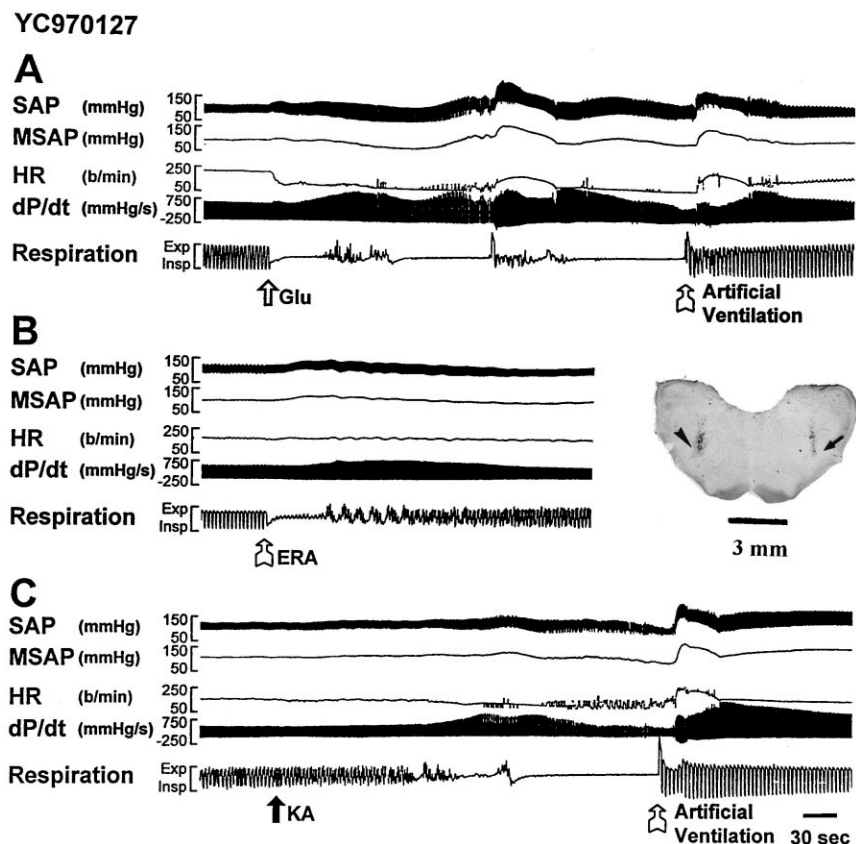 YC970127
A
SAP (mmHg) 150 50
MSAP (mmHg) 150 50
HR (b/min) 250 50
dP/dt (mmHg/s) 750 -250
Respiration Exp Insp
Glu
Artificial Ventilation
B
SAP (mmHg) 150 50
MSAP (mmHg) 150 50
HR (b/min) 250 50
dP/dt (mmHg/s) 750 -250
Respiration Exp Insp
ERA
3 mm
C
SAP (mmHg) 150 50
MSAP (mmHg) 150 50
HR (b/min) 250 50
dP/dt (mmHg/s) 750 -250
Respiration Exp Insp
KA
Artificial Ventilation
30 sec